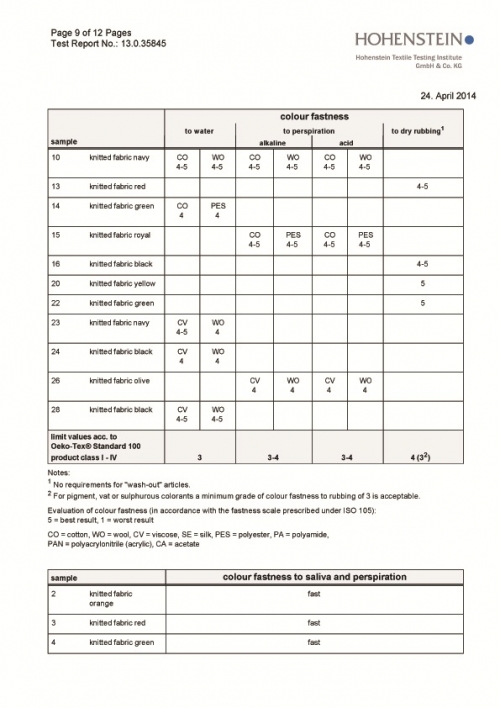 Page 9 of 12 Pages
Test Report No.: 13.0.35845
HOHENSTEIN
Hohenstein Textile Testing Institute
GmbH & Co. KG
24. April 2014
colour fastness
to water to perspiration to dry rubbing¹
sample alkaline acid
10 knitted fabric navy CO WO CO WO CO WO
4-5 4-5 4-5 4-5 4-5 4-5
13 knitted fabric red 4-5
14 knitted fabric green CO PES
4 4
15 knitted fabric royal CO PES CO PES
4-5 4-5 4-5 4-5
16 knitted fabric black 4-5
20 knitted fabric yellow 5
22 knitted fabric green 5
23 knitted fabric navy CV WO
4-5 4
24 knitted fabric black CV WO
4 4
26 knitted fabric olive CV WO CV WO
4 4 4 4
28 knitted fabric black CV WO
4-5 4-5
limit values acc. to
Oeko-Tex® Standard 100
product class I - IV 3 3-4 3-4 4 (3²)
Notes:
¹ No requirements for "wash-out" articles.
² For pigment, vat or sulphurous colorants a minimum grade of colour fastness to rubbing of 3 is acceptable.
Evaluation of colour fastness (in accordance with the fastness scale prescribed under ISO 105):
5 = best result, 1 = worst result
CO = cotton, WO = wool, CV = viscose, SE = silk, PES = polyester, PA = polyamide,
PAN = polyacrylonitrile (acrylic), CA = acetate
sample colour fastness to saliva and perspiration
2 knitted fabric fast
orange
3 knitted fabric red fast
4 knitted fabric green fast